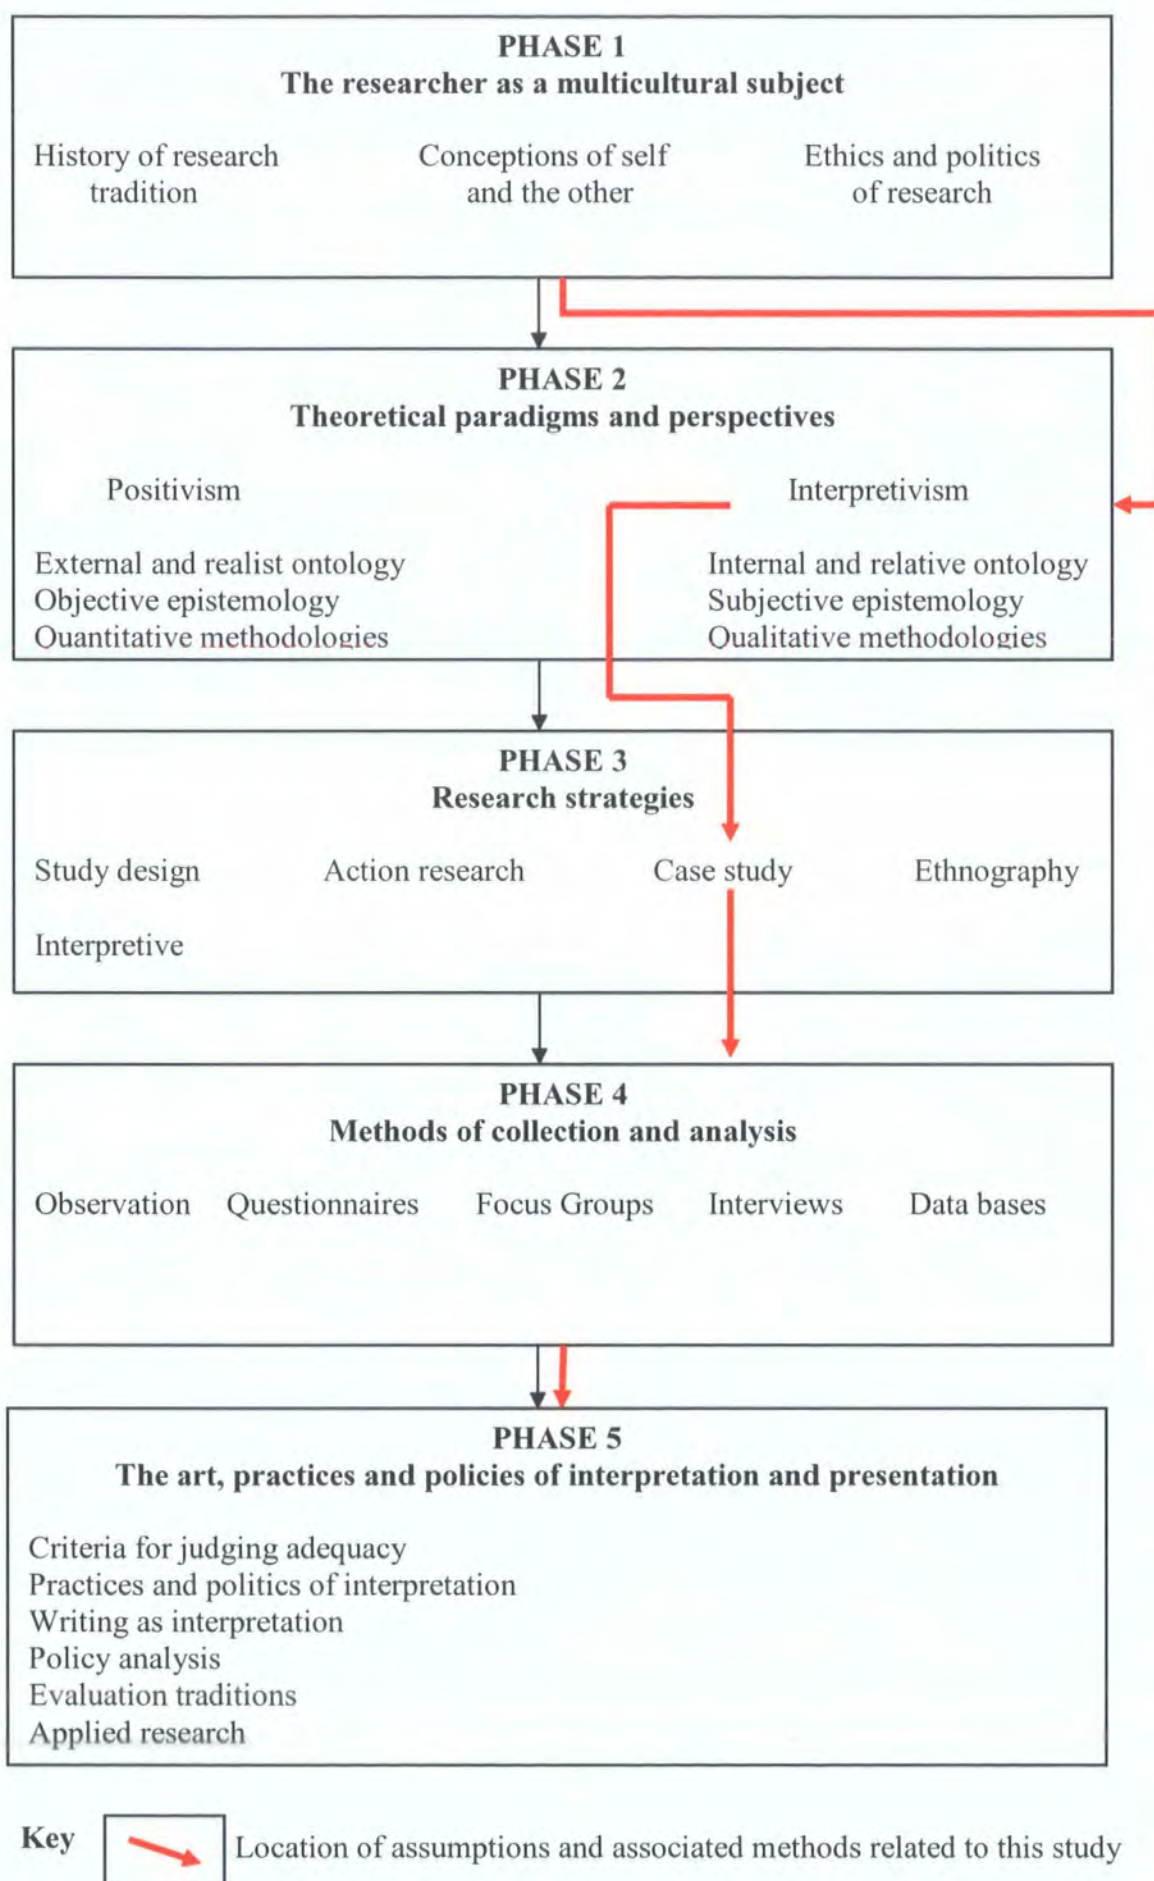 PHASE 1
The researcher as a multicultural subject
History of research Conceptions of self Ethics and politics
tradition and the other of research
PHASE 2
Theoretical paradigms and perspectives
Positivism Interpretivism
External and realist ontology Internal and relative ontology
Objective epistemology Subjective epistemology
Quantitative methodologies Qualitative methodologies
PHASE 3
Research strategies
Study design Action research Case study Ethnography
Interpretive
PHASE 4
Methods of collection and analysis
Observation Questionnaires Focus Groups Interviews Data bases
PHASE 5
The art, practices and policies of interpretation and presentation
Criteria for judging adequacy
Practices and politics of interpretation
Writing as interpretation
Policy analysis
Evaluation traditions
Applied research
Key Location of assumptions and associated methods related to this study